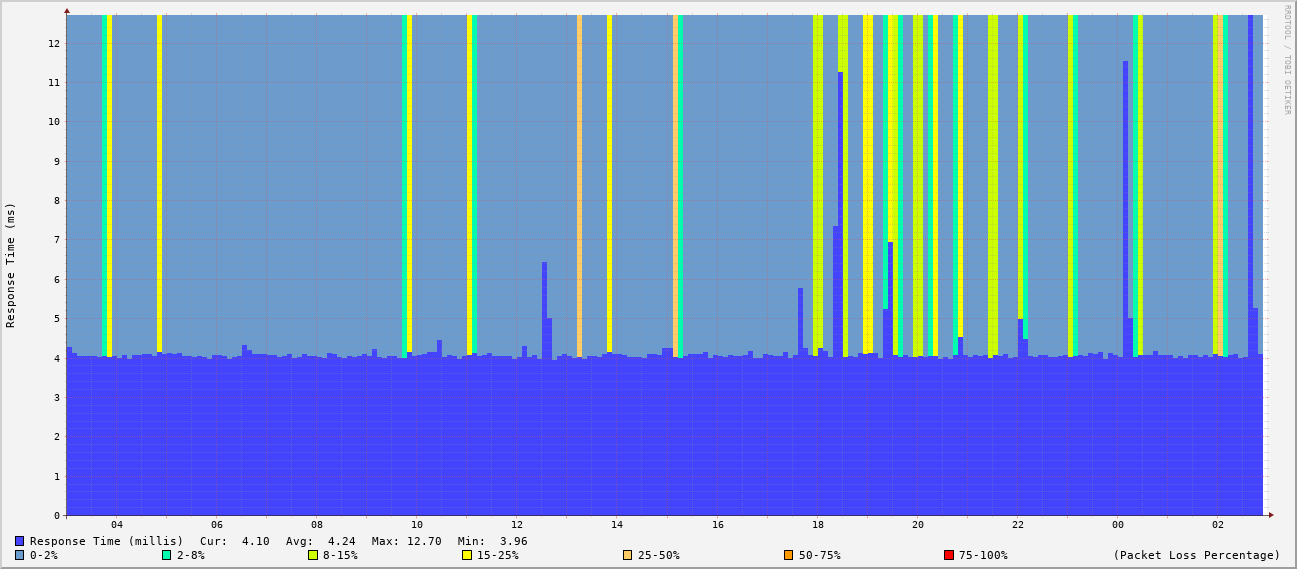 RRDTOOL / TOBI OETIKER
Response Time (ms)
12
11
10
9
8
7
6
5
4
3
2
1
0
04 06 08 10 12 14 16 18 20 22 00 02
Response Time (millis) Cur: 4.10 Avg: 4.24 Max: 12.70 Min: 3.96
0-2% 2-8% 8-15% 15-25% 25-50% 50-75% 75-100% (Packet Loss Percentage)